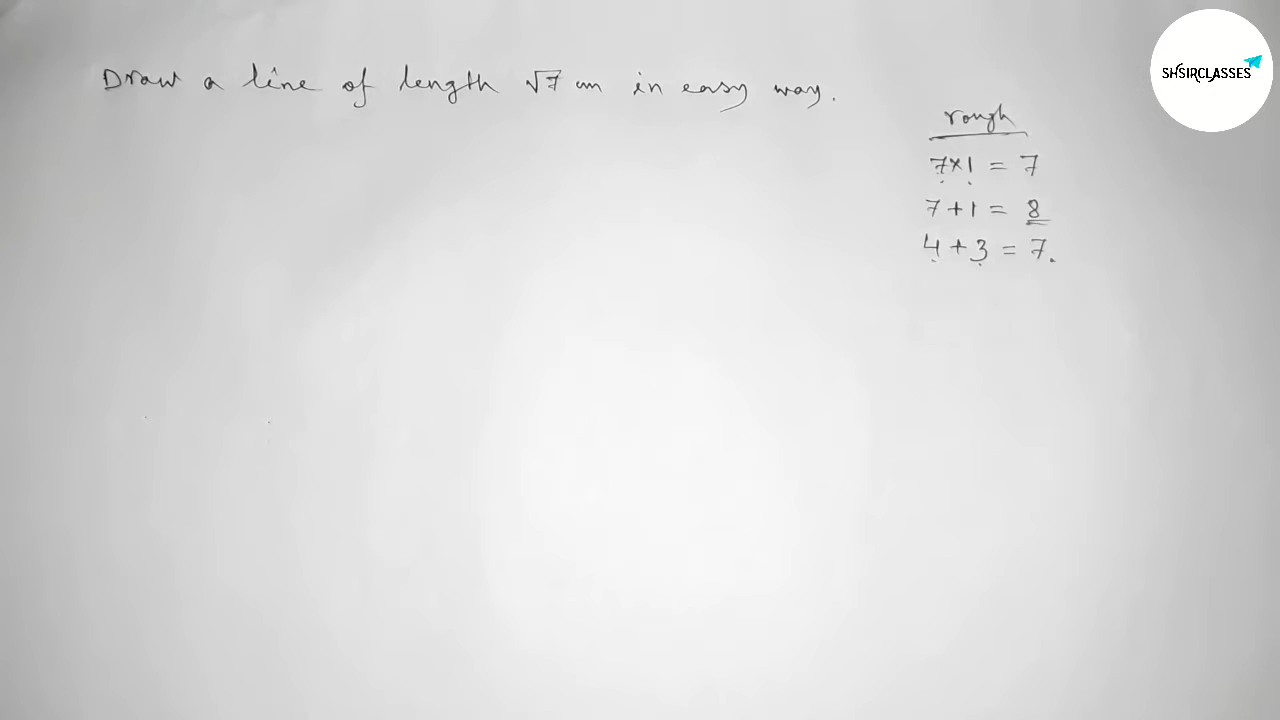 Draw a line of length √7 cm in easy way.
SHSIRCLASSES
rough
7×1 = 7
7+1 = 8
4+3 = 7.